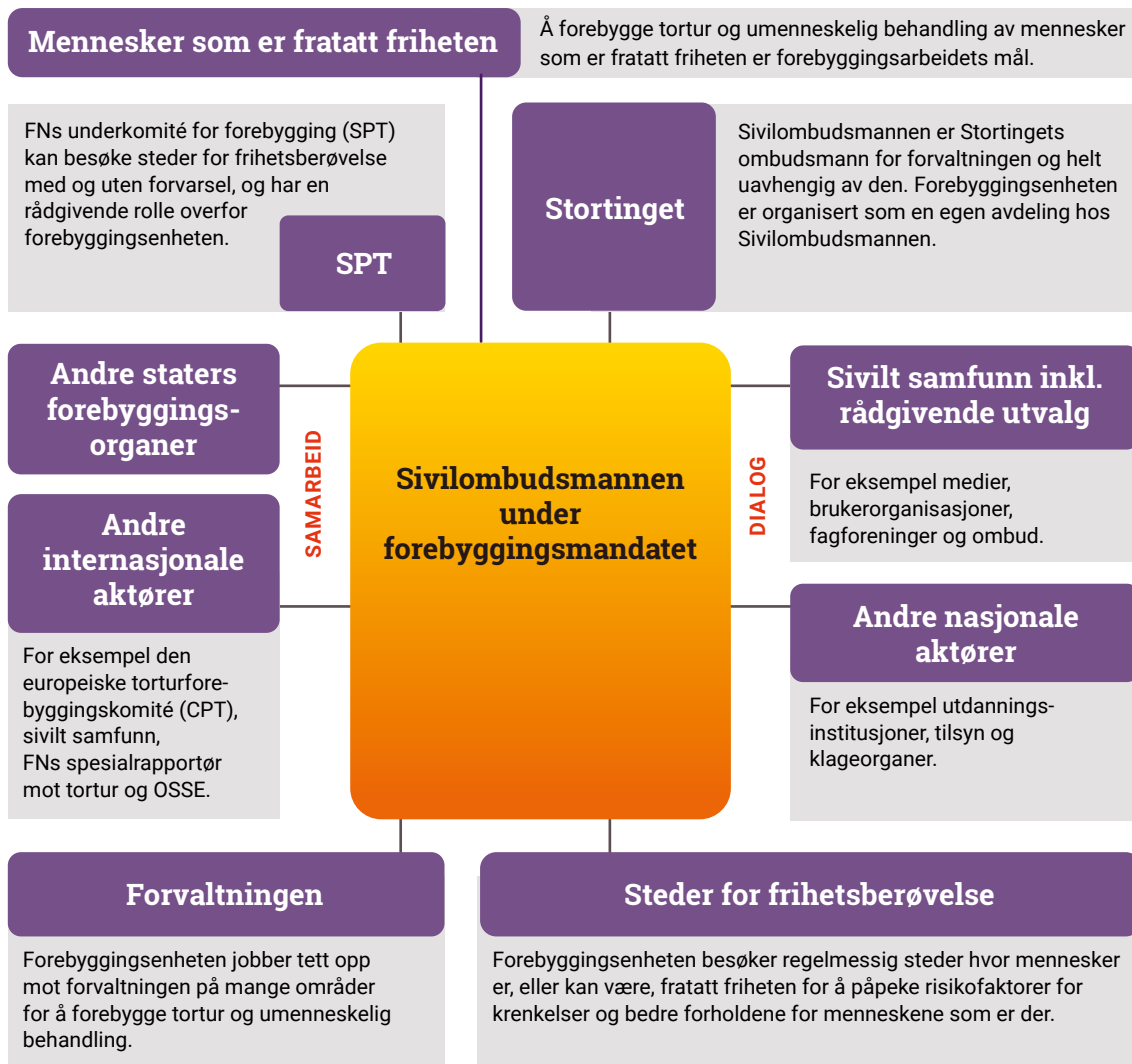 Mennesker som er fratatt friheten
Å forebygge tortur og umenneskelig behandling av mennesker
som er fratatt friheten er forebyggingsarbeidets mål.
FNs underkomité for forebygging (SPT)
kan besøke steder for frihetsberøvelse
med og uten forvarsel, og har en
rådgivende rolle overfor
forebyggingsenheten.
SPT
Stortinget
Sivilombudsmannen er Stortingets
ombudsmann for forvaltningen og helt
uavhengig av den. Forebyggingsenheten
er organisert som en egen avdeling hos
Sivilombudsmannen.
Andre staters
forebyggings-
organer
SAMARBEID
Andre
internasjonale
aktører
For eksempel den
europeiske torturfore-
byggingskomité (CPT),
sivilt samfunn,
FNs spesialrapportør
mot tortur og OSSE.
Sivilombudsmannen
under
forebyggingsmandatet
DIALOG
Sivilt samfunn inkl.
rådgivende utvalg
For eksempel medier,
brukerorganisasjoner,
fagforeninger og ombud.
Andre nasjonale
aktører
For eksempel utdannings-
institusjoner, tilsyn og
klageorganer.
Forvaltningen
Forebyggingsenheten jobber tett opp
mot forvaltningen på mange områder
for å forebygge tortur og umenneskelig
behandling.
Steder for frihetsberøvelse
Forebyggingsenheten besøker regelmessig steder hvor mennesker
er, eller kan være, fratatt friheten for å påpeke risikofaktorer for
krenkelser og bedre forholdene for menneskene som er der.